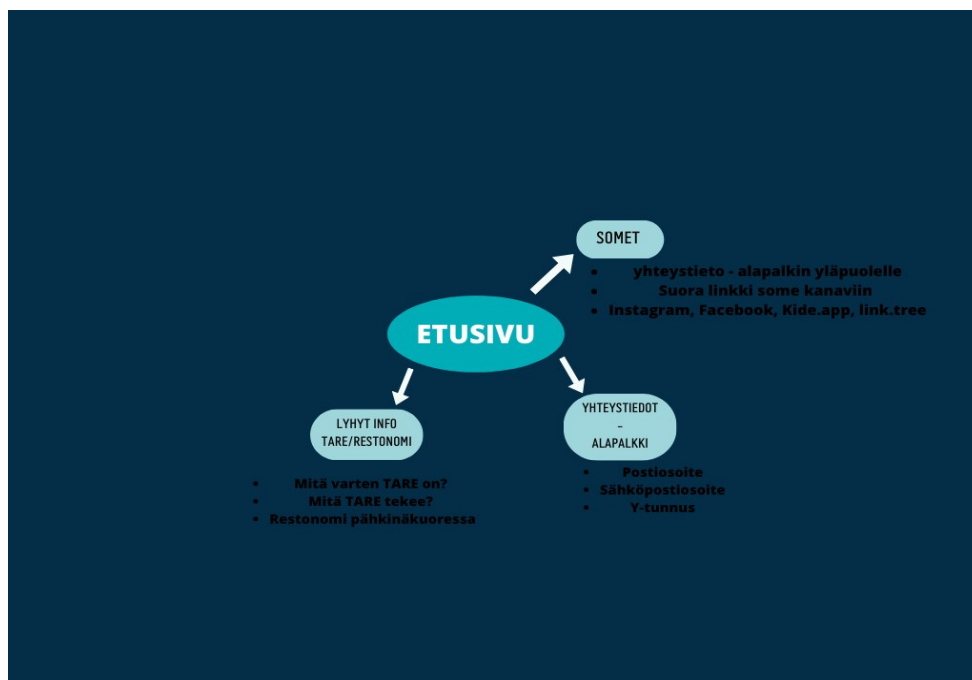 SOMET
• yhteystieto - alapalkin yläpuolelle
• Suora linkki some kanaviin
• Instagram, Facebook, Kide.app, link.tree
ETUSIVU
LYHYT INFO
TARE/RESTONOMI
• Mitä varten TARE on?
• Mitä TARE tekee?
• Restonomi pähkinäkuoressa
YHTEYSTIEDOT
-
ALAPALKKI
• Postiosoite
• Sähköpostiosoite
• Y-tunnus